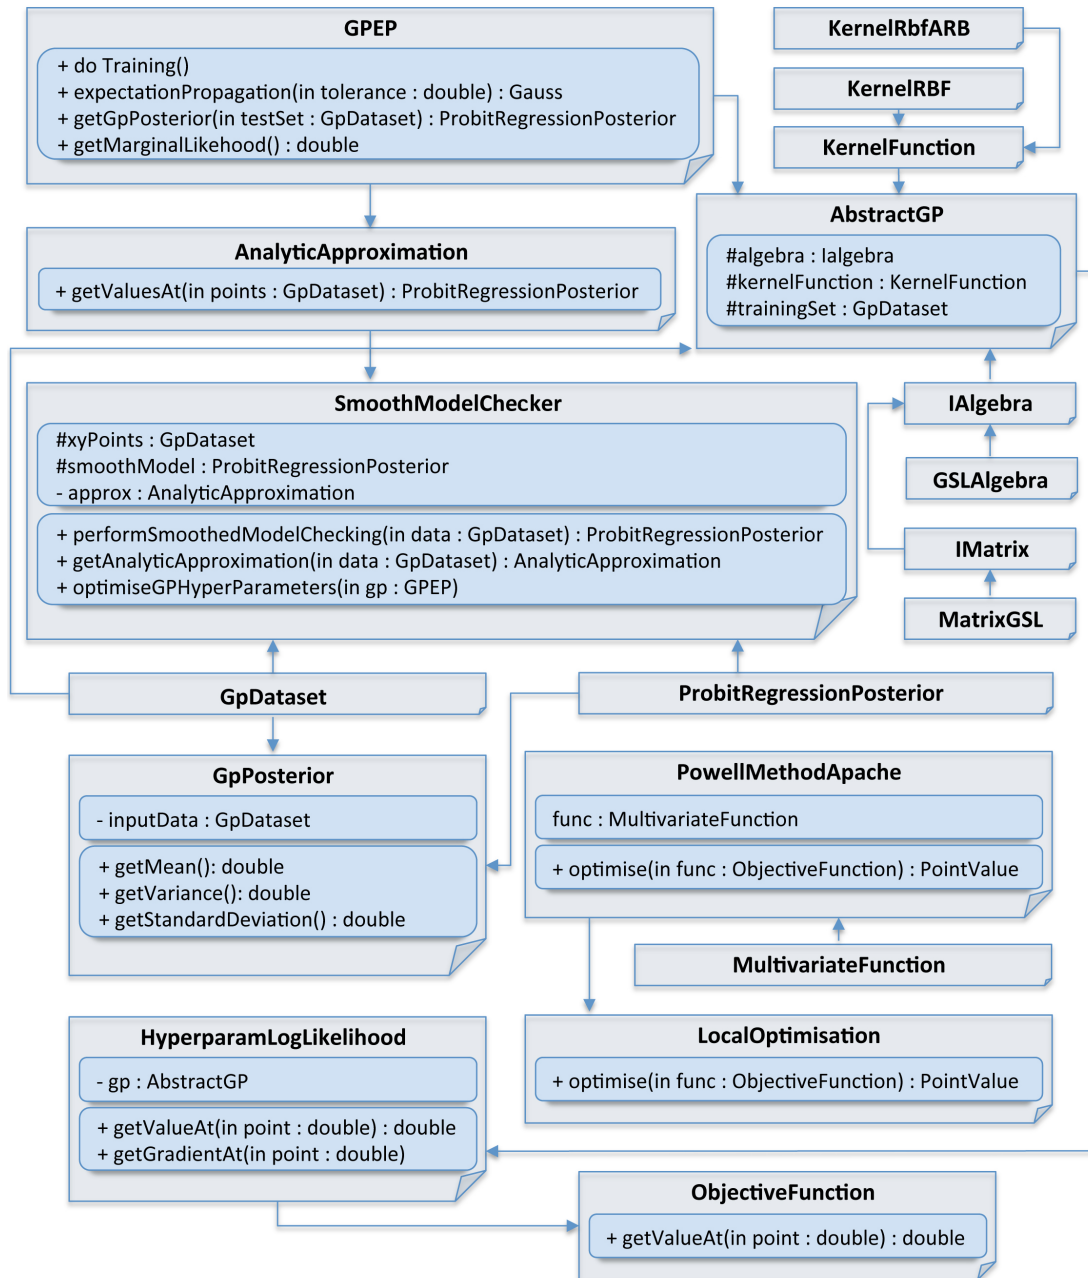 GPEP
+ do Training()
+ expectationPropagation(in tolerance : double) : Gauss
+ getGpPosterior(in testSet : GpDataset) : ProbitRegressionPosterior
+ getMarginalLikehood() : double
KernelRbfARB
KernelRBF
KernelFunction
AbstractGP
#algebra : Ialgebra
#kernelFunction : KernelFunction
#trainingSet : GpDataset
AnalyticApproximation
+ getValuesAt(in points : GpDataset) : ProbitRegressionPosterior
SmoothModelChecker
#xyPoints : GpDataset
#smoothModel : ProbitRegressionPosterior
- approx : AnalyticApproximation
+ performSmoothedModelChecking(in data : GpDataset) : ProbitRegressionPosterior
+ getAnalyticApproximation(in data : GpDataset) : AnalyticApproximation
+ optimiseGPHyperParameters(in gp : GPEP)
IAlgebra
GSLAlgebra
IMatrix
MatrixGSL
GpDataset
ProbitRegressionPosterior
GpPosterior
- inputData : GpDataset
+ getMean(): double
+ getVariance(): double
+ getStandardDeviation() : double
PowellMethodApache
func : MultivariateFunction
+ optimise(in func : ObjectiveFunction) : PointValue
MultivariateFunction
HyperparamLogLikelihood
- gp : AbstractGP
+ getValueAt(in point : double) : double
+ getGradientAt(in point : double)
LocalOptimisation
+ optimise(in func : ObjectiveFunction) : PointValue
ObjectiveFunction
+ getValueAt(in point : double) : double